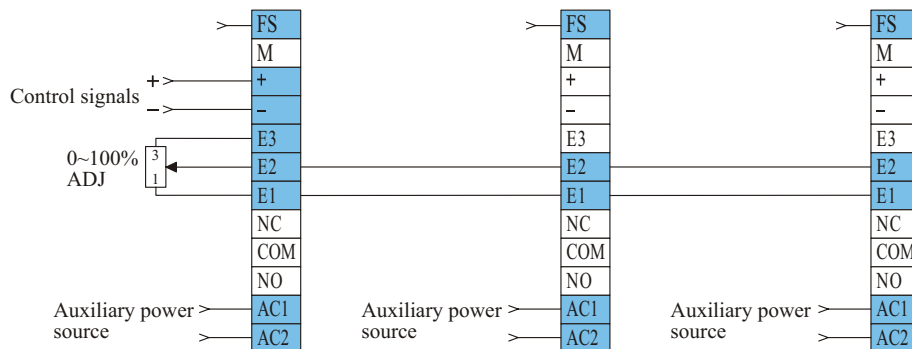 FS
M
+
−
E3
E2
E1
NC
COM
NO
AC1
AC2
+
Control signals
−
0~100%
ADJ
3
1
Auxiliary power
source
FS
M
+
−
E3
E2
E1
NC
COM
NO
AC1
AC2
Auxiliary power
source
FS
M
+
−
E3
E2
E1
NC
COM
NO
AC1
AC2
Auxiliary power
source